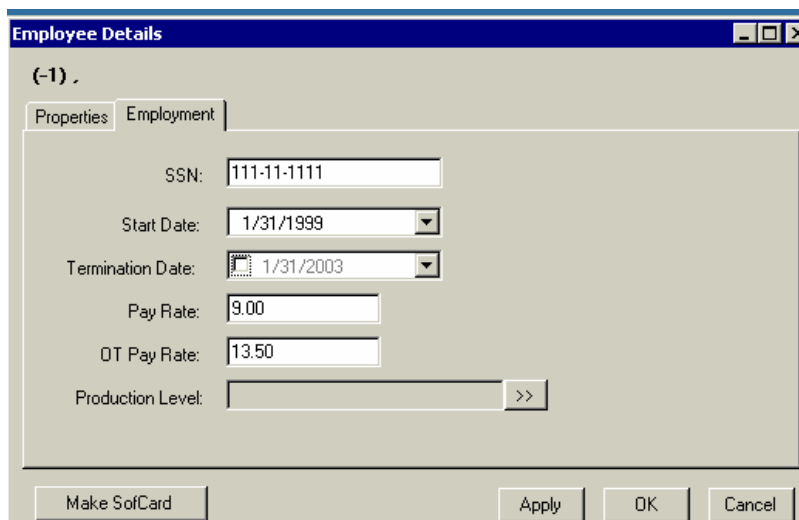 Employee Details
(-1) ,
Properties Employment
SSN: 111-11-1111
Start Date: 1/31/1999
Termination Date: 1/31/2003
Pay Rate: 9.00
OT Pay Rate: 13.50
Production Level: >>
Make SofCard Apply OK Cancel